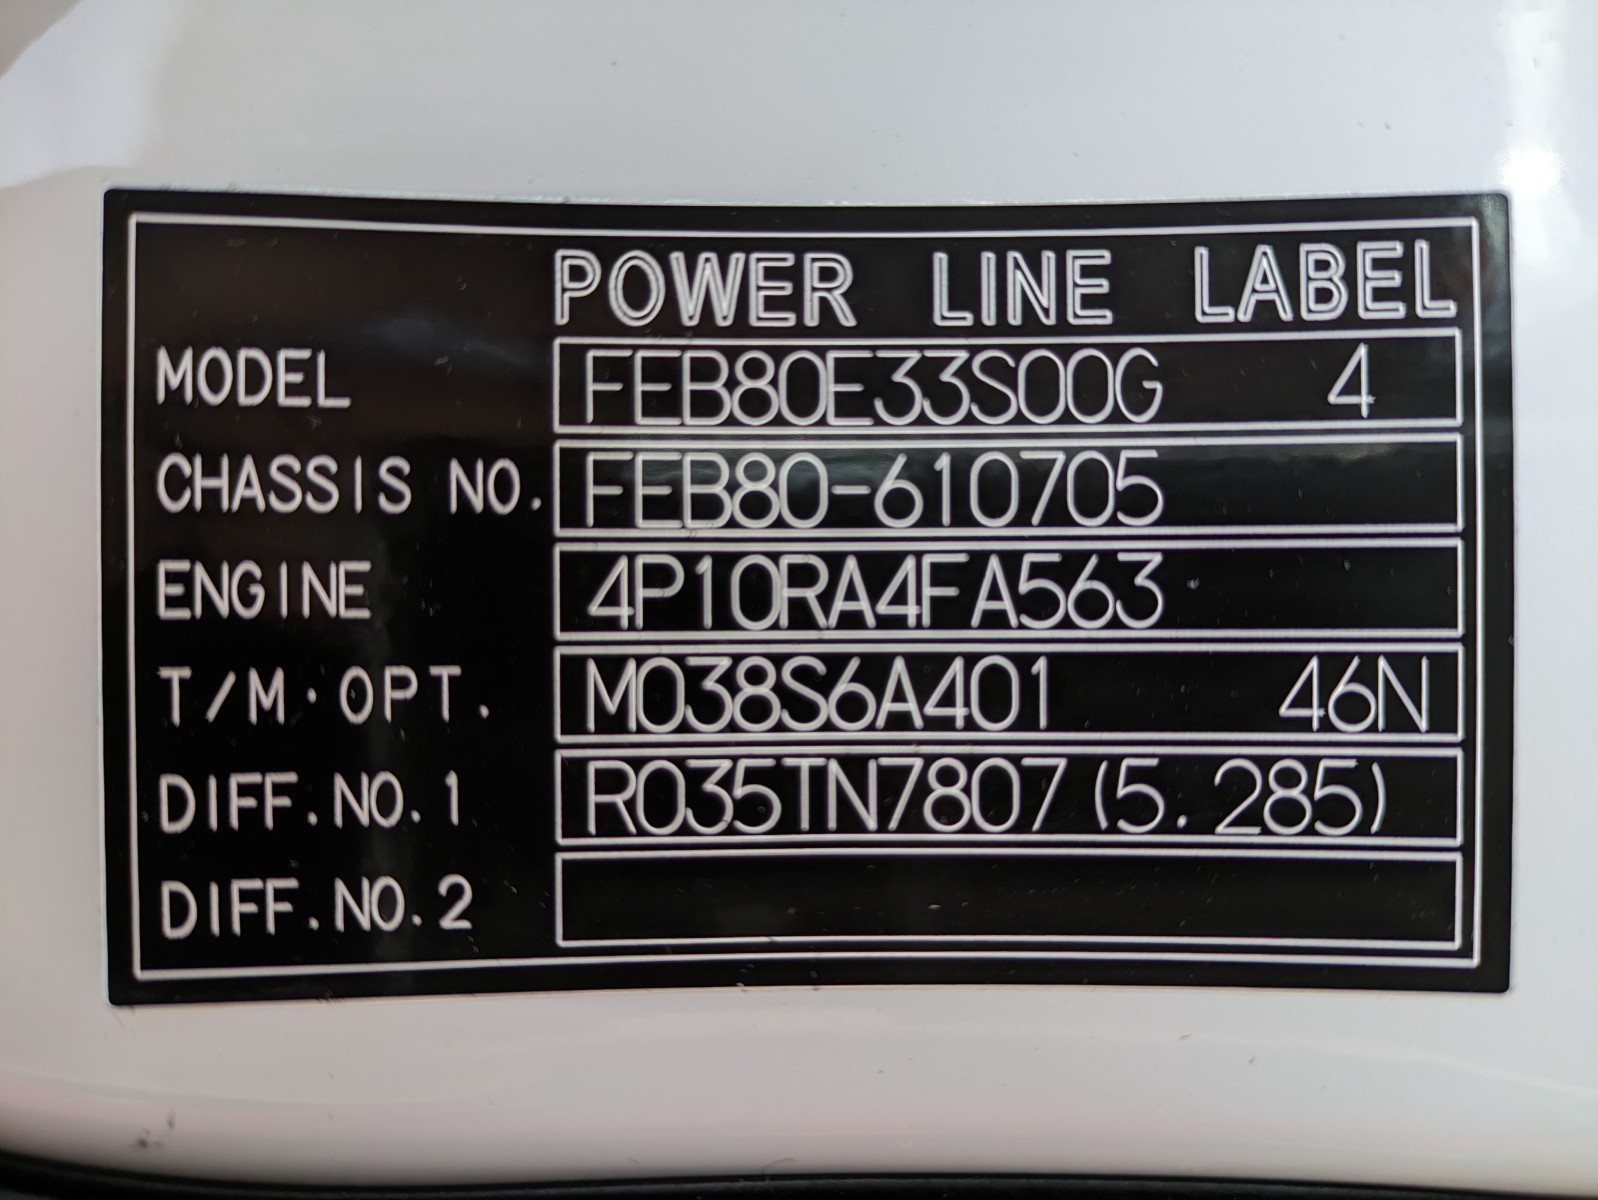 POWER LINE LABEL
MODEL FEB80E33S00G 4
CHASSIS NO. FEB80-610705
ENGINE 4P10RA4FA563
T/M·OPT. M038S6A401 46N
DIFF.NO.1 R035TN7807(5.285)
DIFF.NO.2